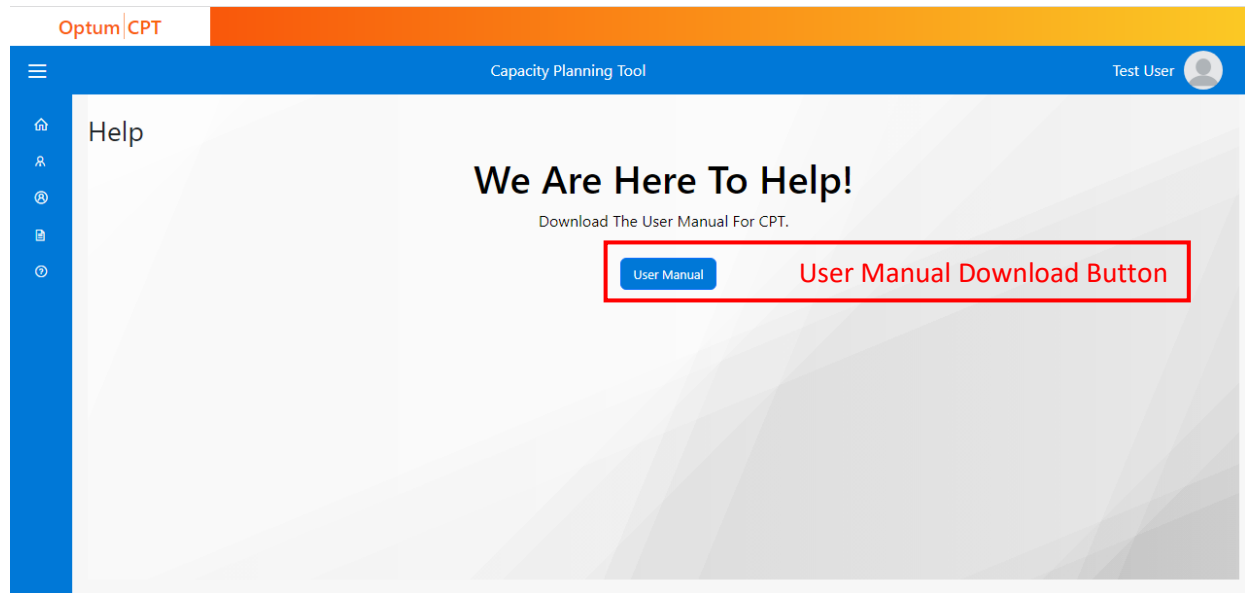 Optum CPT
Capacity Planning Tool
Test User
Help
We Are Here To Help!
Download The User Manual For CPT.
User Manual
User Manual Download Button